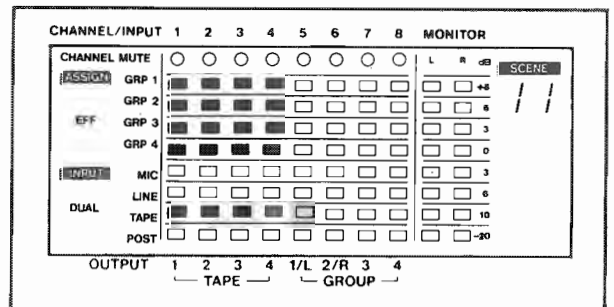 CHANNEL/INPUT 1 2 3 4 5 6 7 8 MONITOR
CHANNEL MUTE L R dB SCENE
ASSIGN GRP 1 +8
GRP 2 6 11
EFF GRP 3 3
GRP 4 0
INPUT MIC 3
LINE 6
DUAL TAPE 10
POST -20
OUTPUT 1 2 3 4 1/L 2/R 3 4
TAPE GROUP